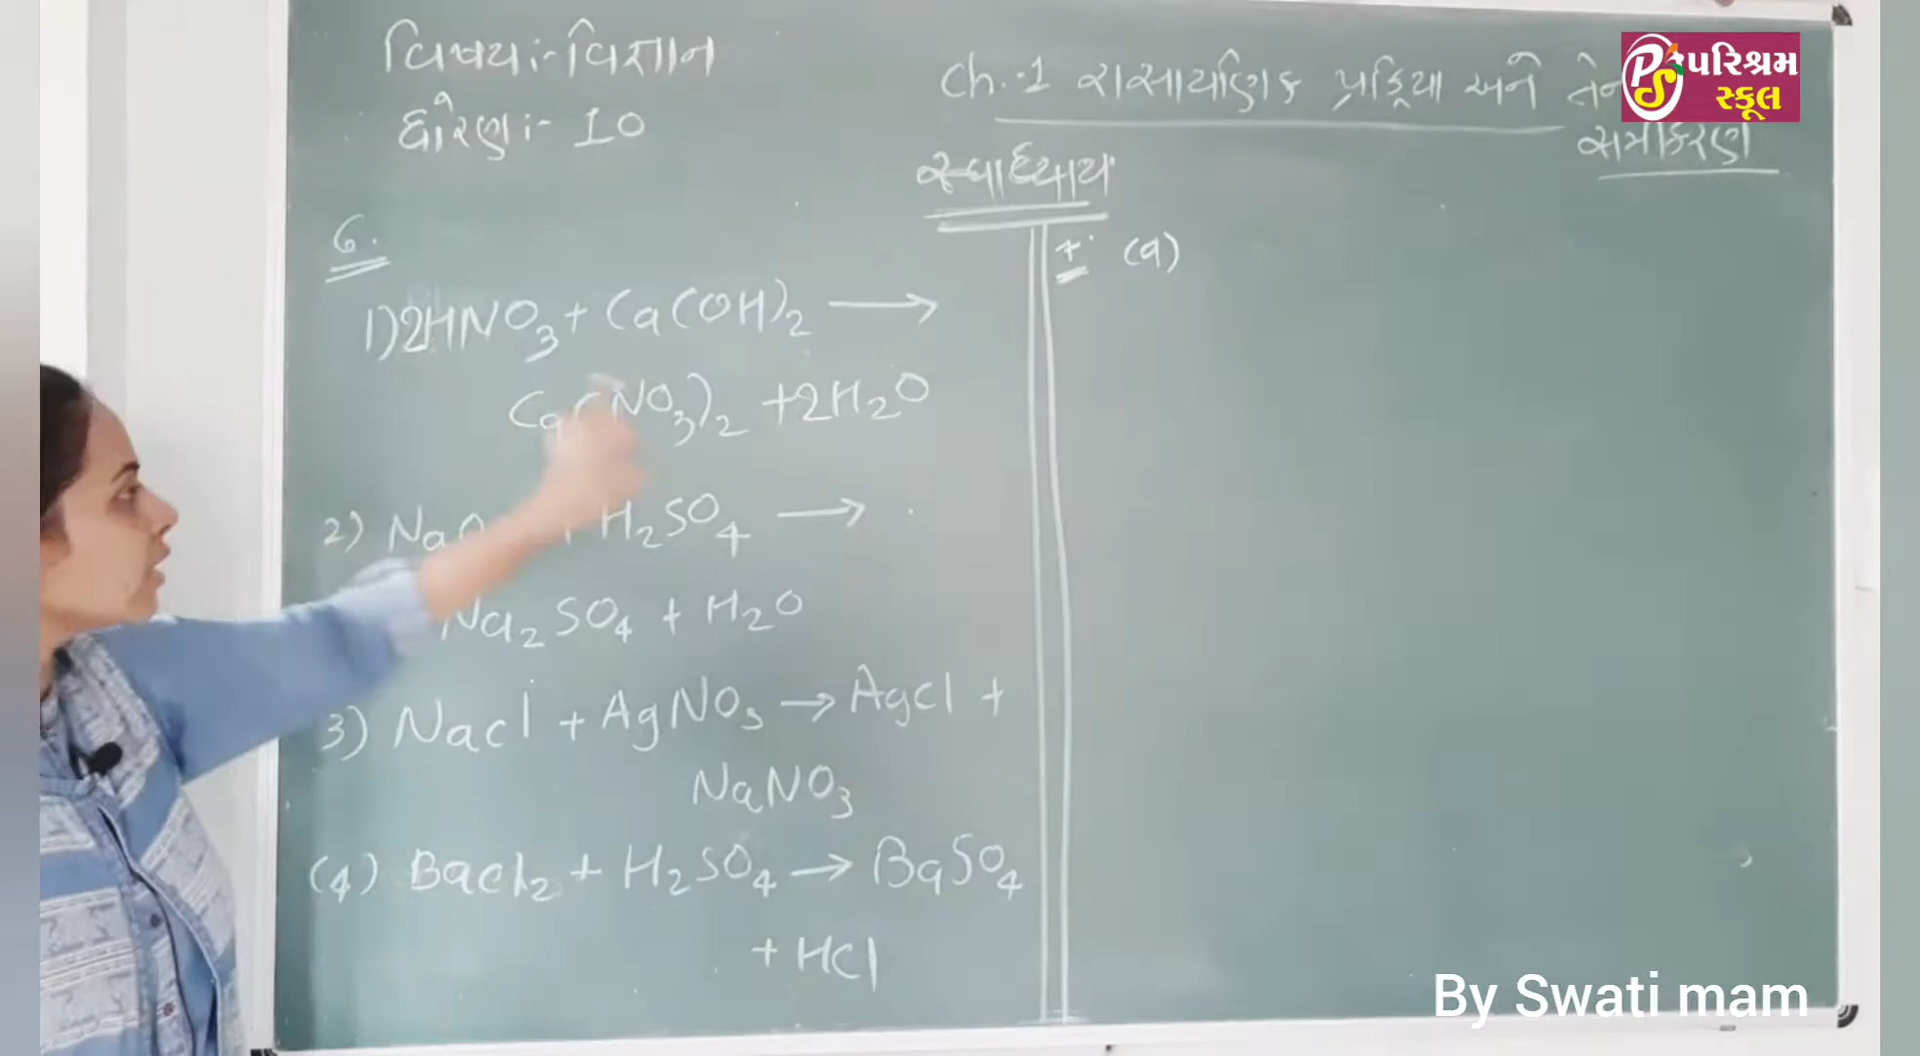 વિષય:- વિજ્ઞાન
ધોરણ:- 10
Ch.-1 રાસાયણિક પ્રક્રિયા અને
સમીકરણ
પરિશ્રમ
સ્કૂલ
સ્વાધ્યાય
6.
1) 2HNO₃ + Ca(OH)₂ →
Ca(NO₃)₂ + 2H₂O
2) H₂SO₄ →
Na₂SO₄ + H₂O
3) NaCl + AgNO₃ → AgCl +
NaNO₃
(4) BaCl₂ + H₂SO₄ → BaSO₄
+ HCl
(a)
By Swati mam